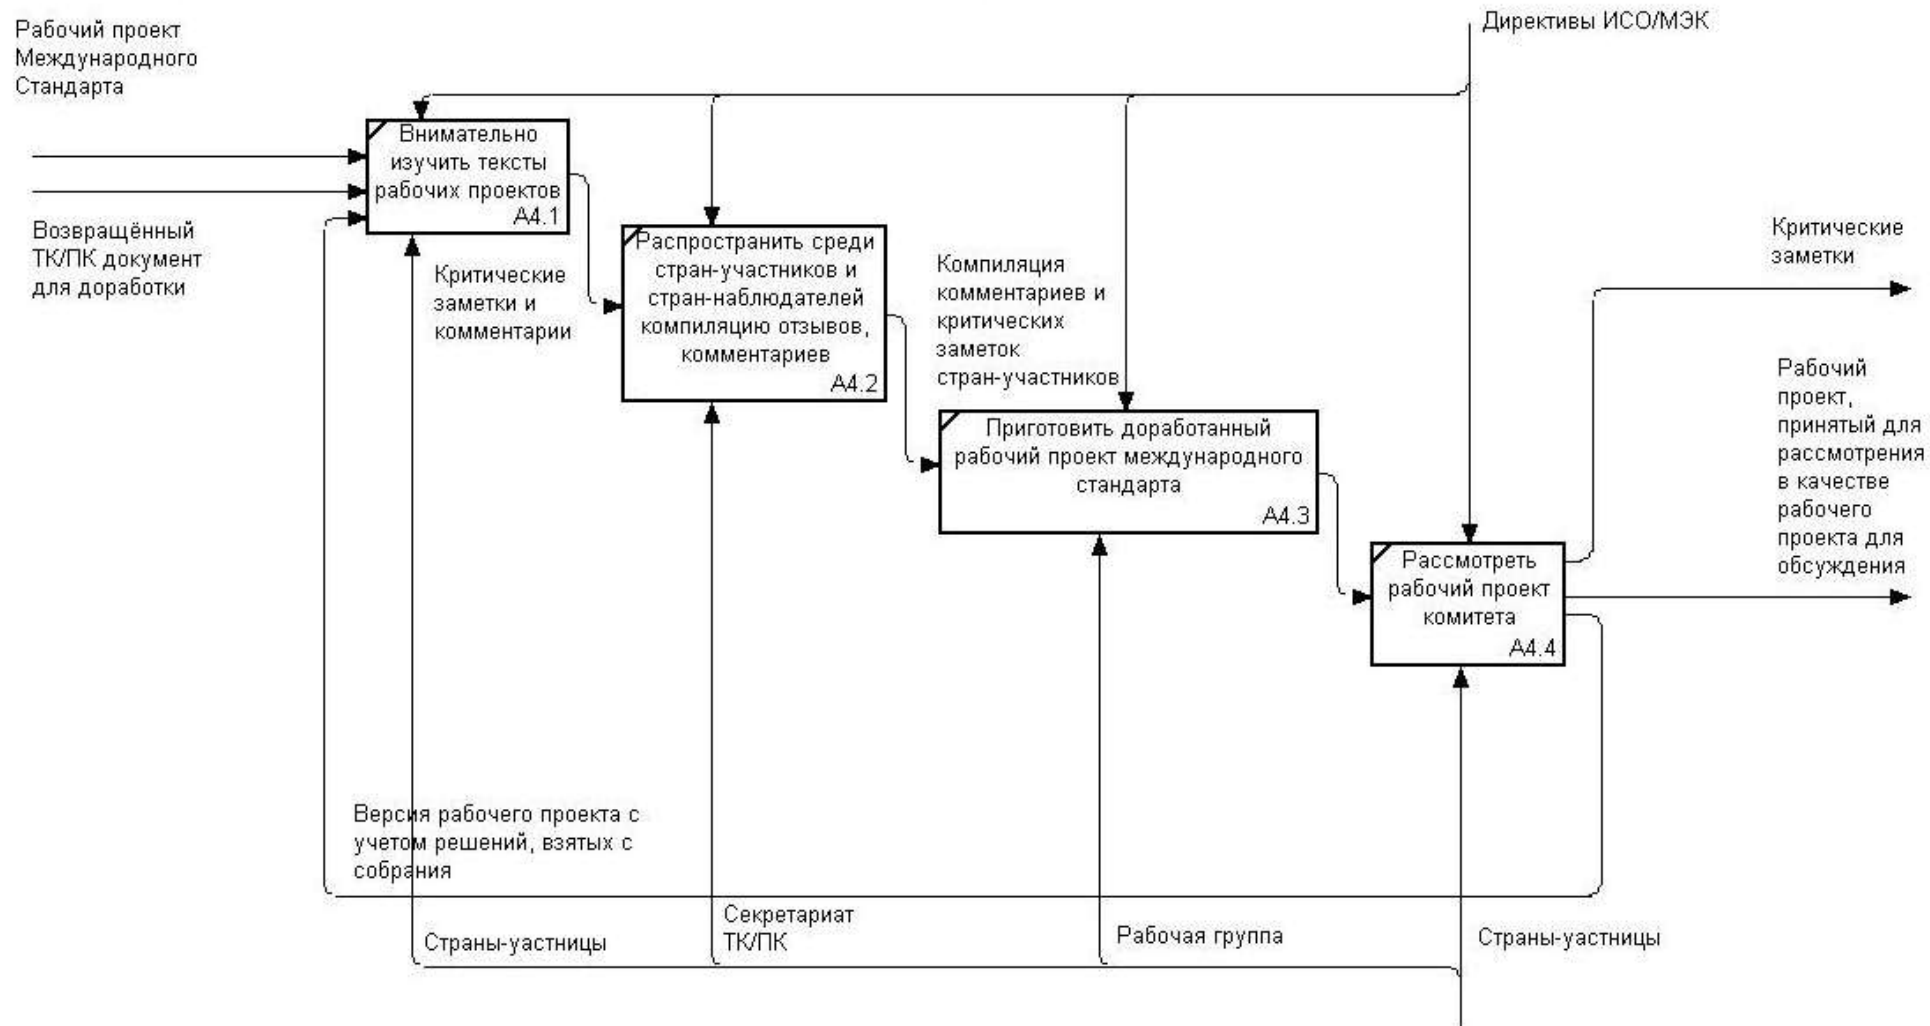 Рабочий проект
Международного
Стандарта
Директивы ИСО/МЭК
Внимательно
изучить тексты
рабочих проектов
А4.1
Возвращённый
ТК/ПК документ
для доработки
Критические
заметки и
комментарии
Распространить среди
стран-участников и
стран-наблюдателей
компиляцию отзывов,
комментариев
А4.2
Компиляция
комментариев и
критических
заметок
стран-участников
Приготовить доработанный
рабочий проект международного
стандарта
А4.3
Критические
заметки
Рабочий
проект,
принятый для
рассмотрения
в качестве
рабочего
проекта для
обсуждения
Рассмотреть
рабочий проект
комитета
А4.4
Версия рабочего проекта с
учетом решений, взятых с
собрания
Страны-уастницы
Секретариат
ТК/ПК
Рабочая группа
Страны-уастницы